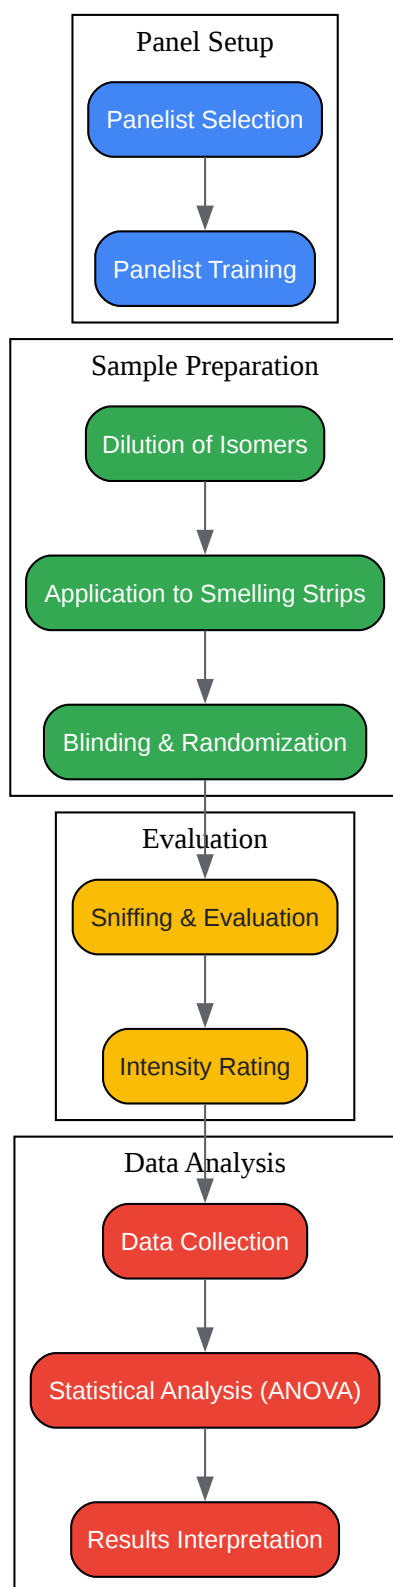 Panel Setup
Panelist Selection
Panelist Training
Sample Preparation
Dilution of Isomers
Application to Smelling Strips
Blinding & Randomization
Evaluation
Sniffing & Evaluation
Intensity Rating
Data Analysis
Data Collection
Statistical Analysis (ANOVA)
Results Interpretation